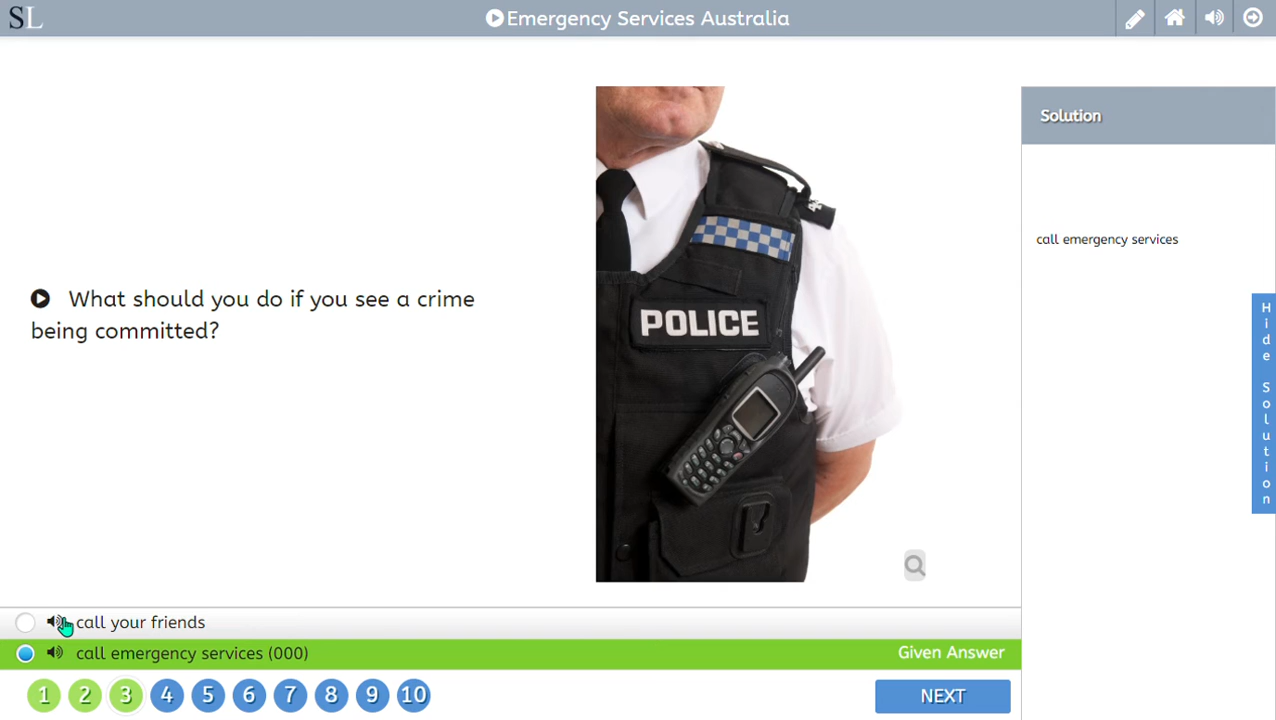 SL
Emergency Services Australia
Solution
call emergency services
What should you do if you see a crime
being committed?
POLICE
Hide Solution
call your friends
call emergency services (000)
Given Answer
1 2 3 4 5 6 7 8 9 10
NEXT